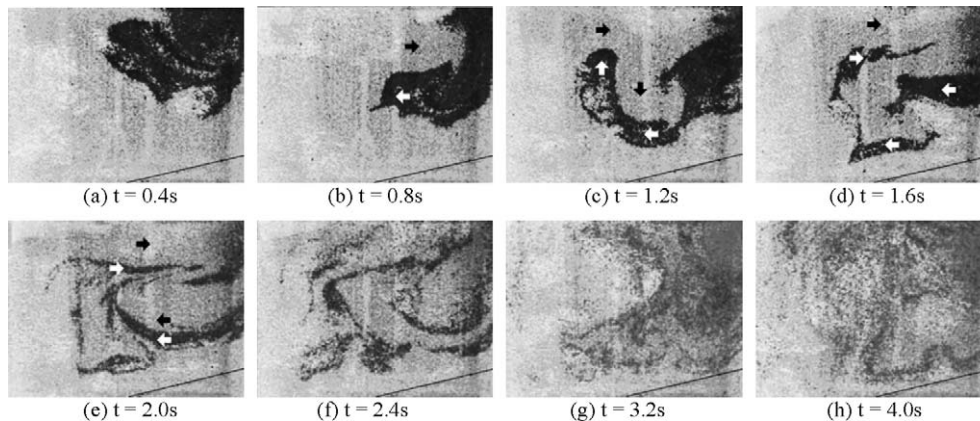 (a) t = 0.4s
(b) t = 0.8s
(c) t = 1.2s
(d) t = 1.6s
(e) t = 2.0s
(f) t = 2.4s
(g) t = 3.2s
(h) t = 4.0s